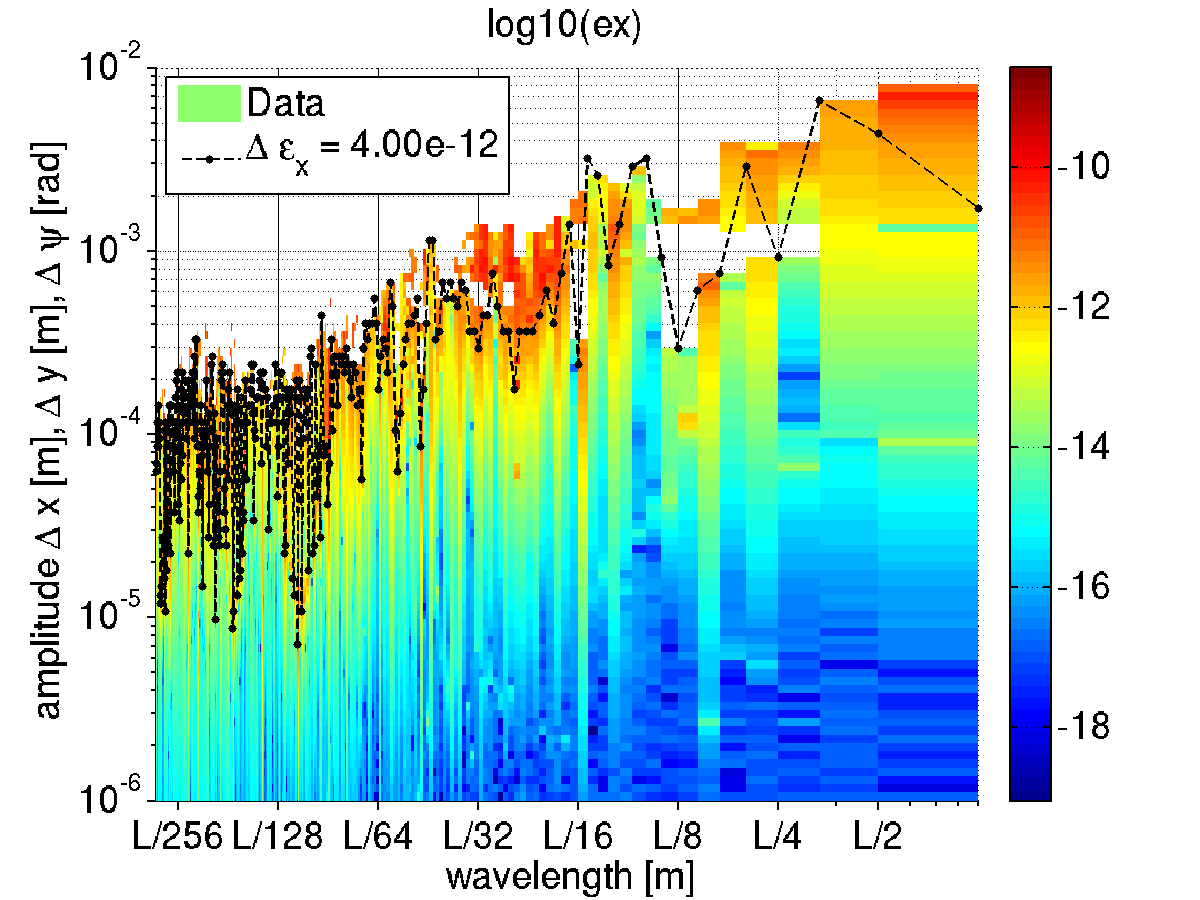 log10(ex)
10^-2
10^-3
10^-4
10^-5
10^-6
amplitude Δ x [m], Δ y [m], Δ ψ [rad]
Data
Δ ε_x = 4.00e-12
L/256 L/128 L/64 L/32 L/16 L/8 L/4 L/2
wavelength [m]
-10
-12
-14
-16
-18